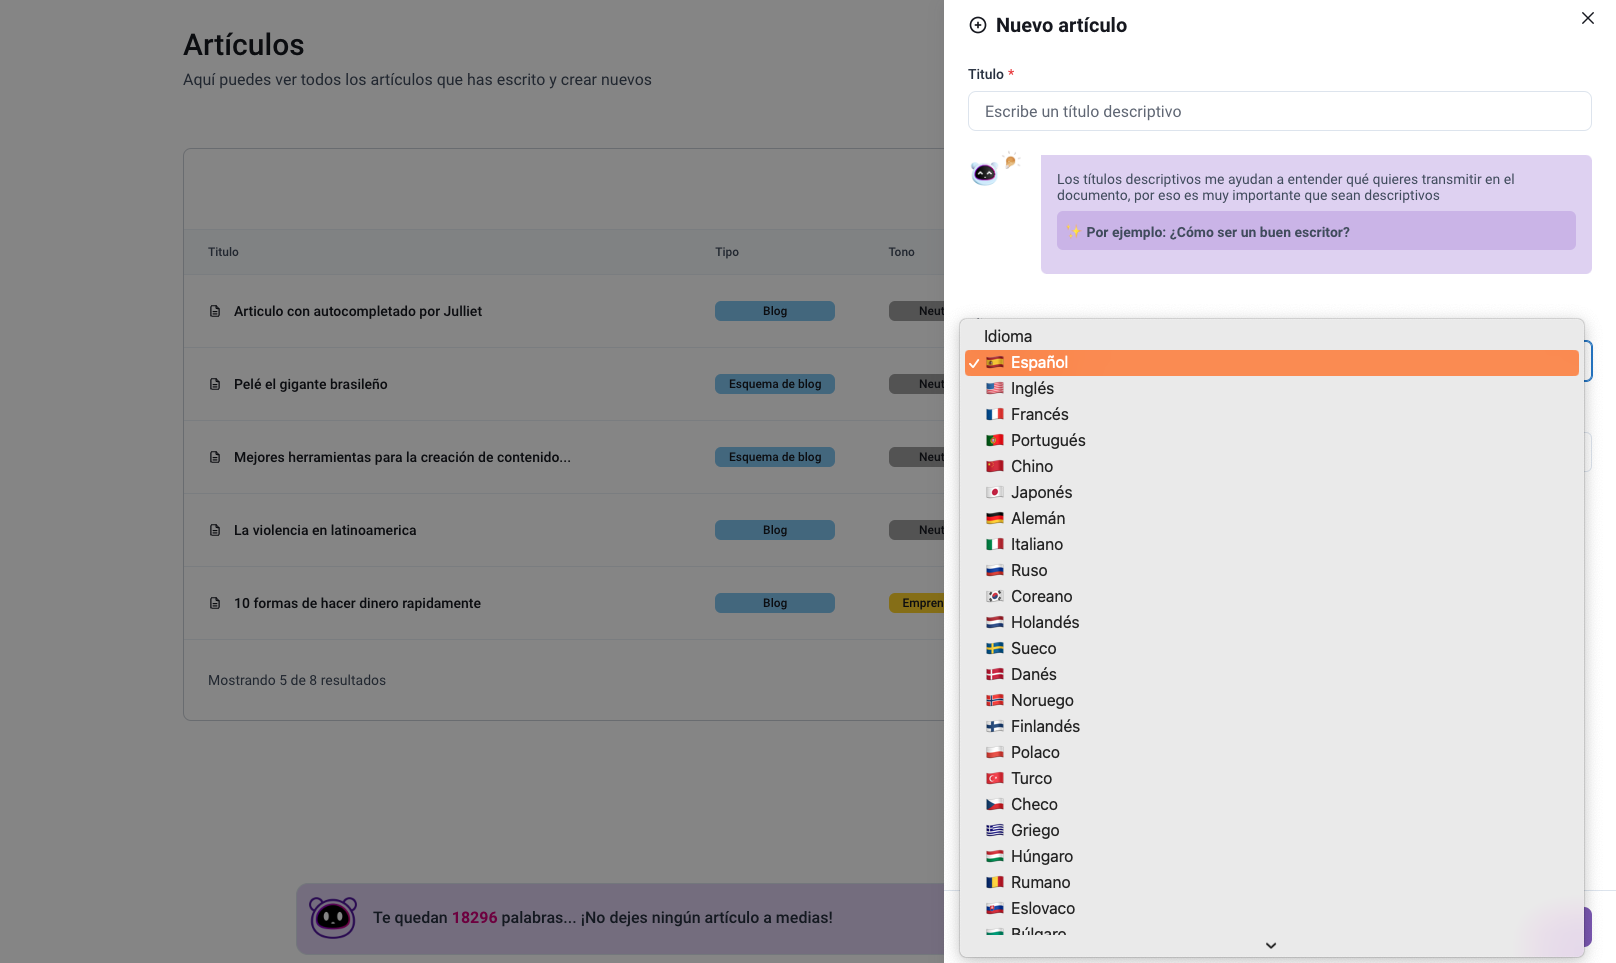 Artículos
Aquí puedes ver todos los artículos que has escrito y crear nuevos
Titulo Tipo Tono
Articulo con autocompletado por Julliet Blog Neut
Pelé el gigante brasileño Esquema de blog Neut
Mejores herramientas para la creación de contenido... Esquema de blog Neut
La violencia en latinoamerica Blog Neut
10 formas de hacer dinero rapidamente Blog Empren
Mostrando 5 de 8 resultados
Te quedan 18296 palabras... ¡No dejes ningún artículo a medias!
Nuevo artículo
Titulo *
Escribe un título descriptivo
Los títulos descriptivos me ayudan a entender qué quieres transmitir en el
documento, por eso es muy importante que sean descriptivos
✨ Por ejemplo: ¿Cómo ser un buen escritor?
Idioma
✓ 🇪🇸 Español
🇺🇸 Inglés
🇫🇷 Francés
🇵🇹 Portugués
🇨🇳 Chino
🇯🇵 Japonés
🇩🇪 Alemán
🇮🇹 Italiano
🇷🇺 Ruso
🇰🇷 Coreano
🇳🇱 Holandés
🇸🇪 Sueco
🇩🇰 Danés
🇳🇴 Noruego
🇫🇮 Finlandés
🇵🇱 Polaco
🇹🇷 Turco
🇨🇿 Checo
🇬🇷 Griego
🇭🇺 Húngaro
🇷🇴 Rumano
🇸🇰 Eslovaco
🇧🇬 Búlgaro